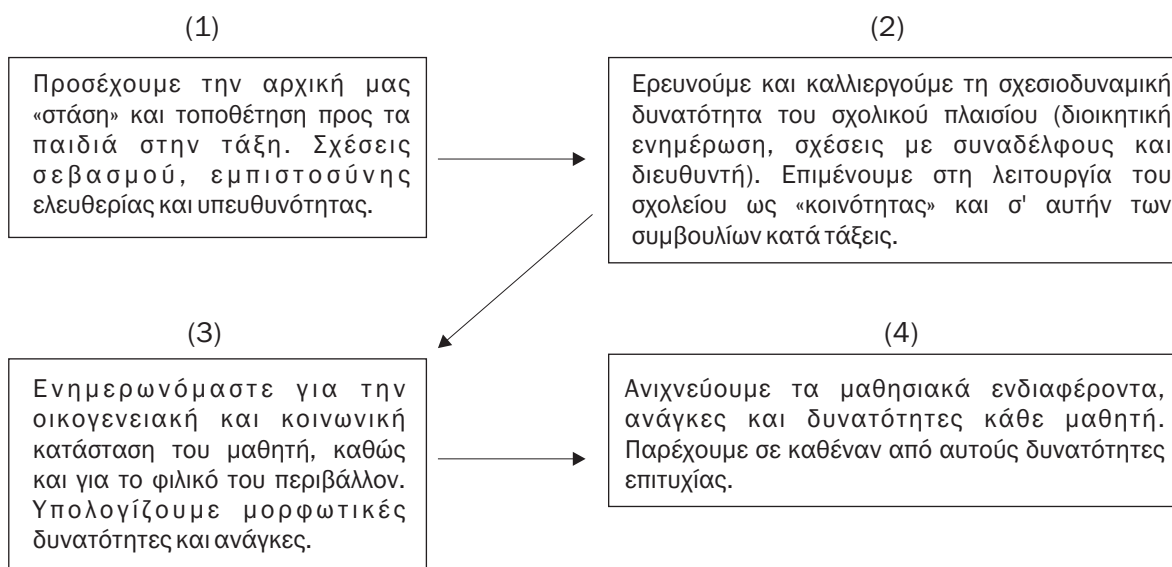 (1)
Προσέχουμε την αρχική μας
«στάση» και τοποθέτηση προς τα
παιδιά στην τάξη. Σχέσεις
σεβασμού, εμπιστοσύνης
ελευθερίας και υπευθυνότητας.
(2)
Ερευνούμε και καλλιεργούμε τη σχεσιοδυναμική
δυνατότητα του σχολικού πλαισίου (διοικητική
ενημέρωση, σχέσεις με συναδέλφους και
διευθυντή). Επιμένουμε στη λειτουργία του
σχολείου ως «κοινότητας» και σ' αυτήν των
συμβουλίων κατά τάξεις.
(3)
Ενημερωνόμαστε για την
οικογενειακή και κοινωνική
κατάσταση του μαθητή, καθώς
και για το φιλικό του περιβάλλον.
Υπολογίζουμε μορφωτικές
δυνατότητες και ανάγκες.
(4)
Ανιχνεύουμε τα μαθησιακά ενδιαφέροντα,
ανάγκες και δυνατότητες κάθε μαθητή.
Παρέχουμε σε καθέναν από αυτούς δυνατότητες
επιτυχίας.